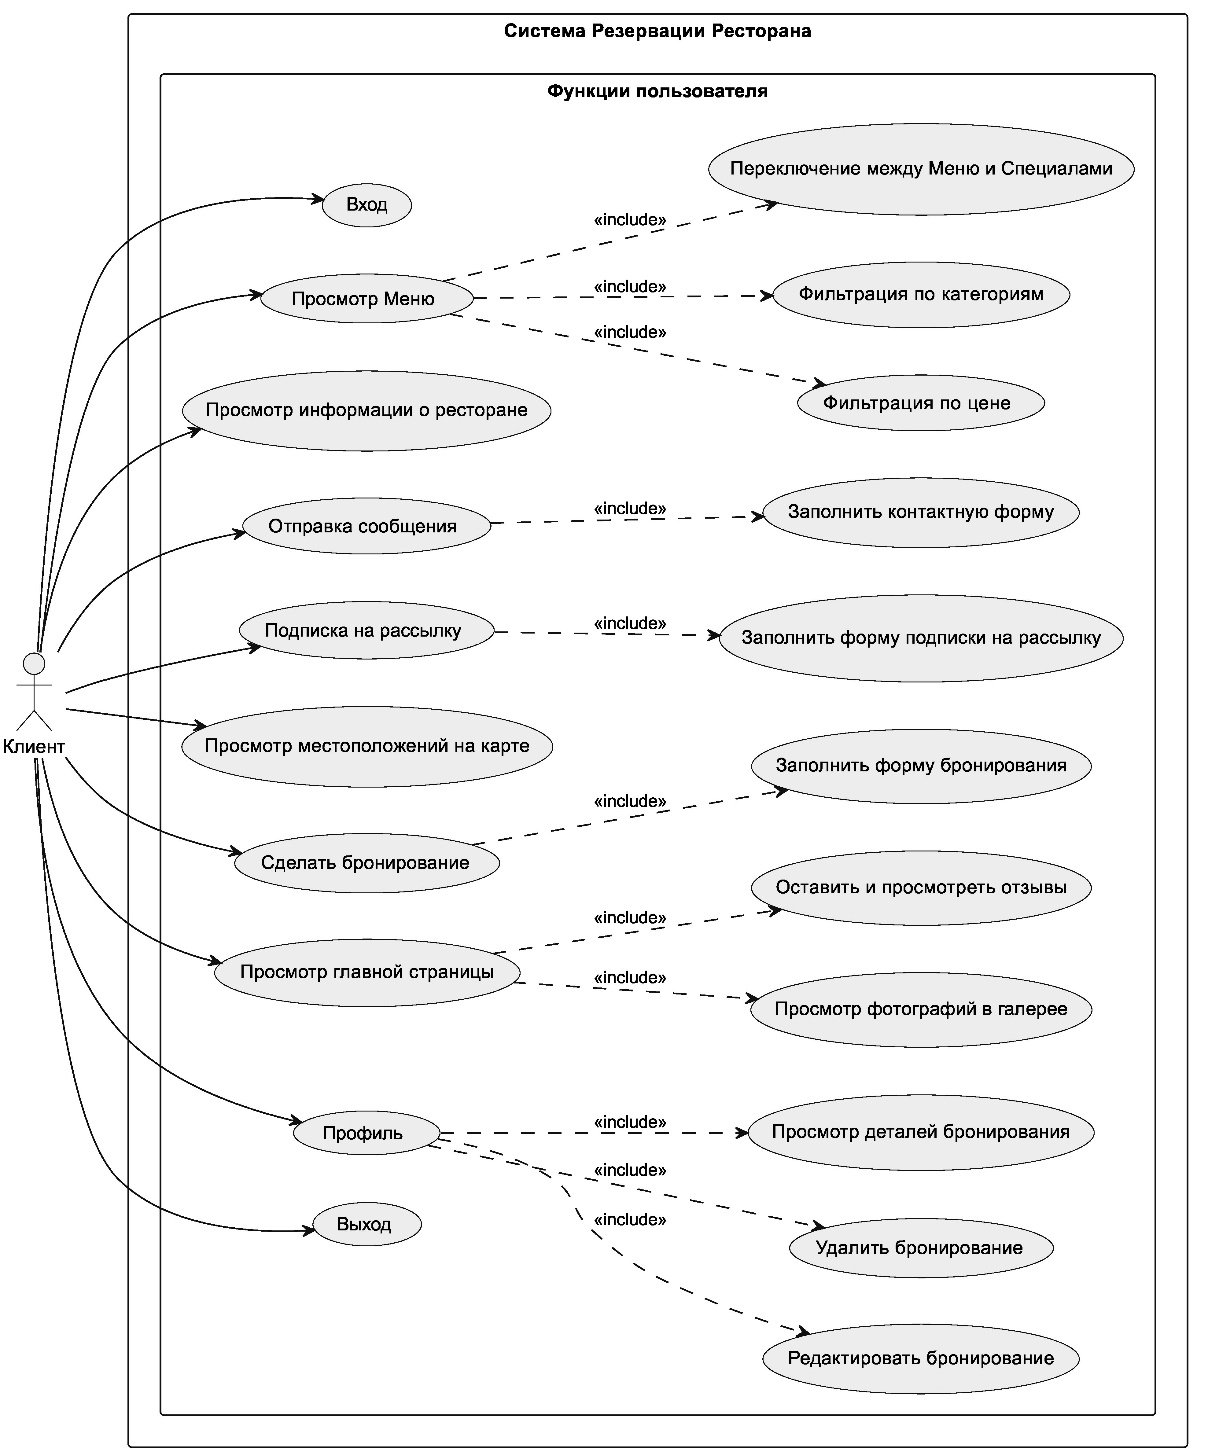 Система Резервации Ресторана
Функции пользователя
Переключение между Меню и Специалами
Вход
«include»
Просмотр Меню
«include»
Фильтрация по категориям
«include»
Фильтрация по цене
Просмотр информации о ресторане
Отправка сообщения
«include»
Заполнить контактную форму
Подписка на рассылку
«include»
Заполнить форму подписки на рассылку
Клиент
Просмотр местоположений на карте
Заполнить форму бронирования
«include»
Сделать бронирование
Оставить и просмотреть отзывы
«include»
Просмотр главной страницы
«include»
Просмотр фотографий в галерее
Профиль
«include»
Просмотр деталей бронирования
«include»
Выход
«include»
Удалить бронирование
Редактировать бронирование